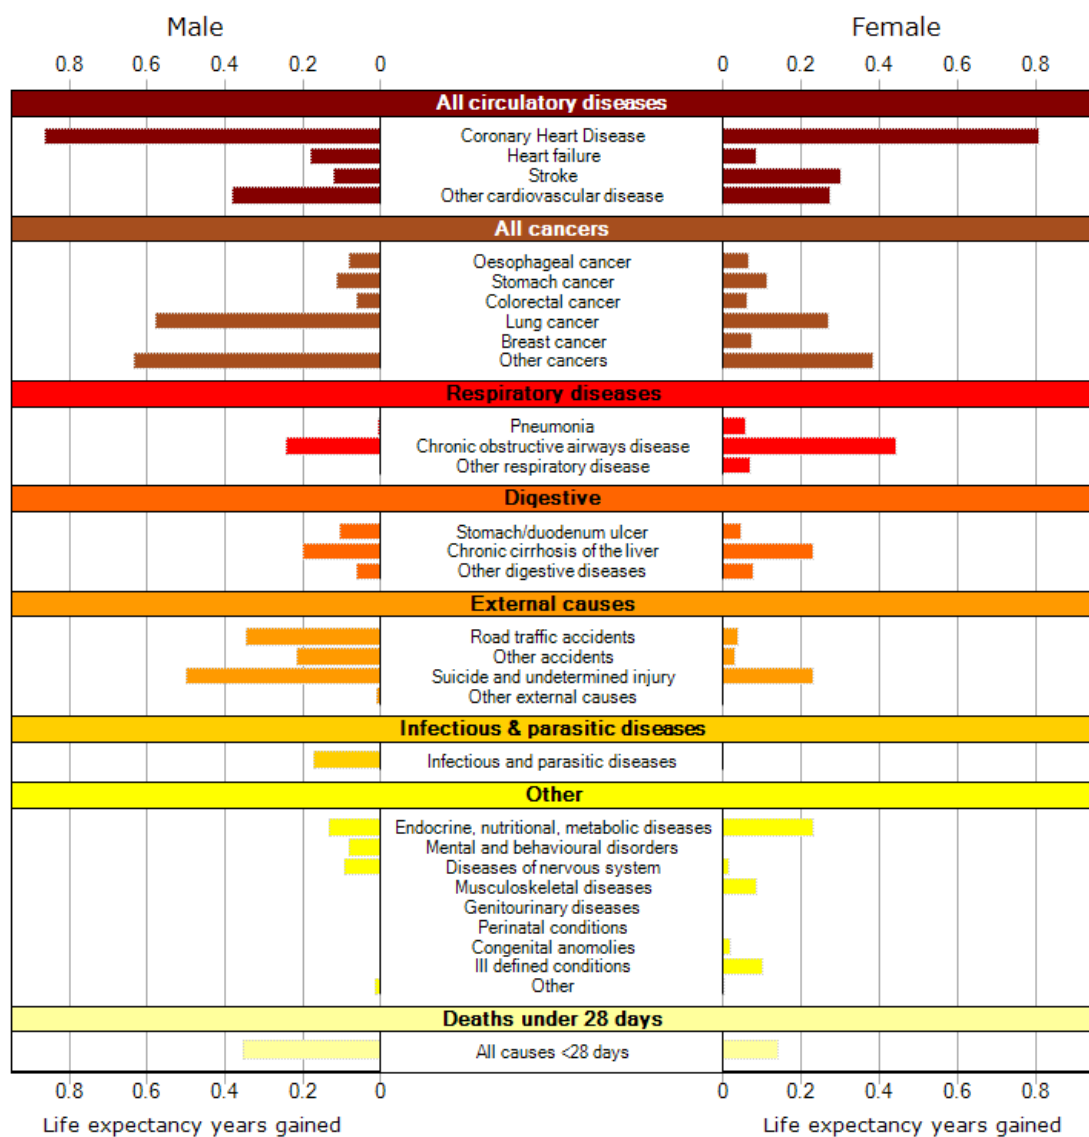 Male Female
0.8 0.6 0.4 0.2 0 0 0.2 0.4 0.6 0.8
All circulatory diseases
Coronary Heart Disease
Heart failure
Stroke
Other cardiovascular disease
All cancers
Oesophageal cancer
Stomach cancer
Colorectal cancer
Lung cancer
Breast cancer
Other cancers
Respiratory diseases
Pneumonia
Chronic obstructive airways disease
Other respiratory disease
Digestive
Stomach/duodenum ulcer
Chronic cirrhosis of the liver
Other digestive diseases
External causes
Road traffic accidents
Other accidents
Suicide and undetermined injury
Other external causes
Infectious & parasitic diseases
Infectious and parasitic diseases
Other
Endocrine, nutritional, metabolic diseases
Mental and behavioural disorders
Diseases of nervous system
Musculoskeletal diseases
Genitourinary diseases
Perinatal conditions
Congenital anomolies
Ill defined conditions
Other
Deaths under 28 days
All causes <28 days
0.8 0.6 0.4 0.2 0 0 0.2 0.4 0.6 0.8
Life expectancy years gained Life expectancy years gained